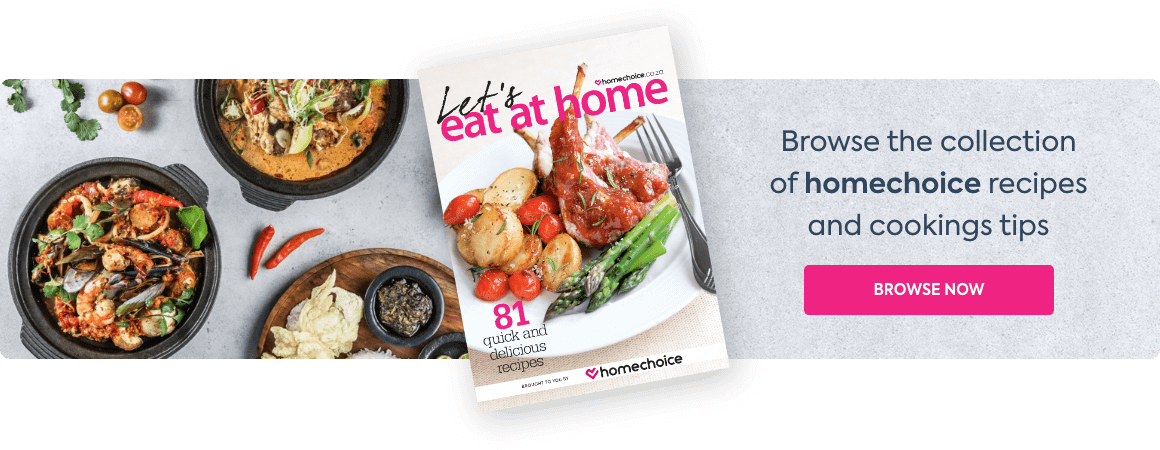 homechoice.co.za
Let's
eat at home
81
quick and
delicious
recipes
BROUGHT TO YOU BY homechoice
Browse the collection
of homechoice recipes
and cookings tips
BROWSE NOW